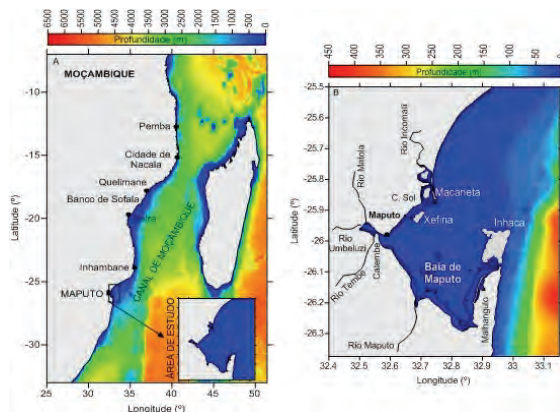 6500 6000 5500 5000 4500 4000 3500 3000 2500 2000 1500 1000 500 0
Profundidade (m)
A
MOÇAMBIQUE
Pemba
Cidade de
Nacala
Quelimane
Banco de Sofala
Beira
CANAL DE MOÇAMBIQUE
Inhambane
MAPUTO
ÁREA DE ESTUDO
-10
-15
-20
-25
-30
Latitude (º)
25 30 35 40 45 50
Longitude (º)
450 400 350 300 250 200 150 100 50 0
Profundidade (m)
B
Rio Incomati
Rio Matola
Macaneta
C. Sol
Maputo
Xefina
Inhaca
Rio
Umbeluzi
Catembe
Baia de
Maputo
Rio Tembe
Machangulo
Rio Maputo
-25.5
-25.6
-25.7
-25.8
-25.9
-26
-26.1
-26.2
-26.3
Latitude (º)
32.4 32.5 32.6 32.7 32.8 32.9 33 33.1
Longitude (º)